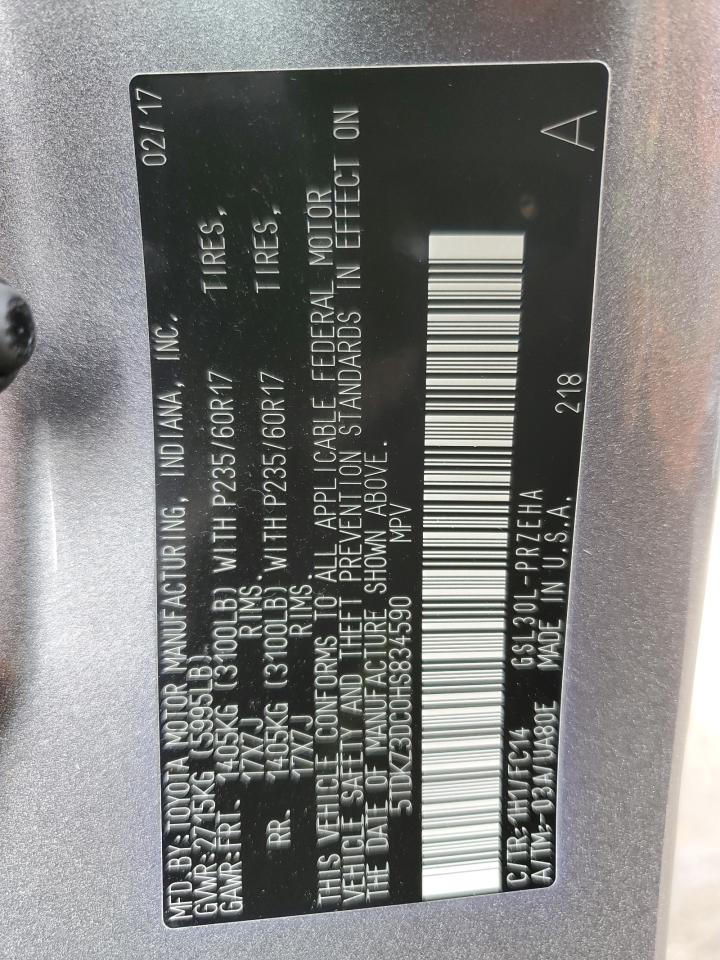 MFD BY: TOYOTA MOTOR MANUFACTURING, INDIANA, INC. 02/17
GVWR: 2715KG (5995LB)
GAWR: FRT. 1405KG (3100LB) WITH P235/60R17 TIRES,
17X7J RIMS.
RR. 1405KG (3100LB) WITH P235/60R17 TIRES,
17X7J RIMS
THIS VEHICLE CONFORMS TO ALL APPLICABLE FEDERAL MOTOR
VEHICLE SAFETY AND THEFT PREVENTION STANDARDS IN EFFECT ON
THE DATE OF MANUFACTURE SHOWN ABOVE.
5TDKZ3DC0HS834590 MPV
C/TR: 1H1/FC14 GSL30L-PRZEHA
A/TM: -03A/UA80E MADE IN U.S.A. 218
A